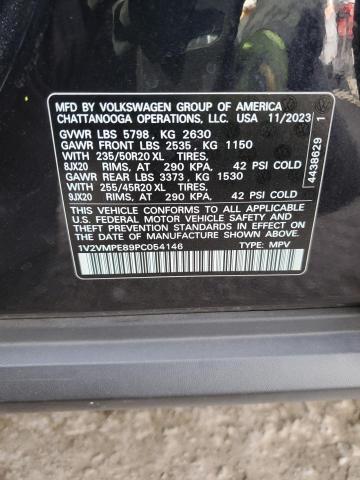 MFD BY VOLKSWAGEN GROUP OF AMERICA
CHATTANOOGA OPERATIONS, LLC. USA 11/2023
GVWR LBS 5798, KG 2630
GAWR FRONT LBS 2535, KG 1150
WITH 235/50R20 XL TIRES,
8JX20 RIMS, AT 290 KPA, 42 PSI COLD
GAWR REAR LBS 3373, KG 1530
WITH 255/45R20 XL TIRES,
9JX20 RIMS, AT 290 KPA, 42 PSI COLD
THIS VEHICLE CONFORMS TO ALL APPLICABLE
U.S. FEDERAL MOTOR VEHICLE SAFETY AND
THEFT PREVENTION STANDARDS IN EFFECT ON
THE DATE OF MANUFACTURE SHOWN ABOVE.
1V2VMPE89PC054146 TYPE: MPV
4438629 1